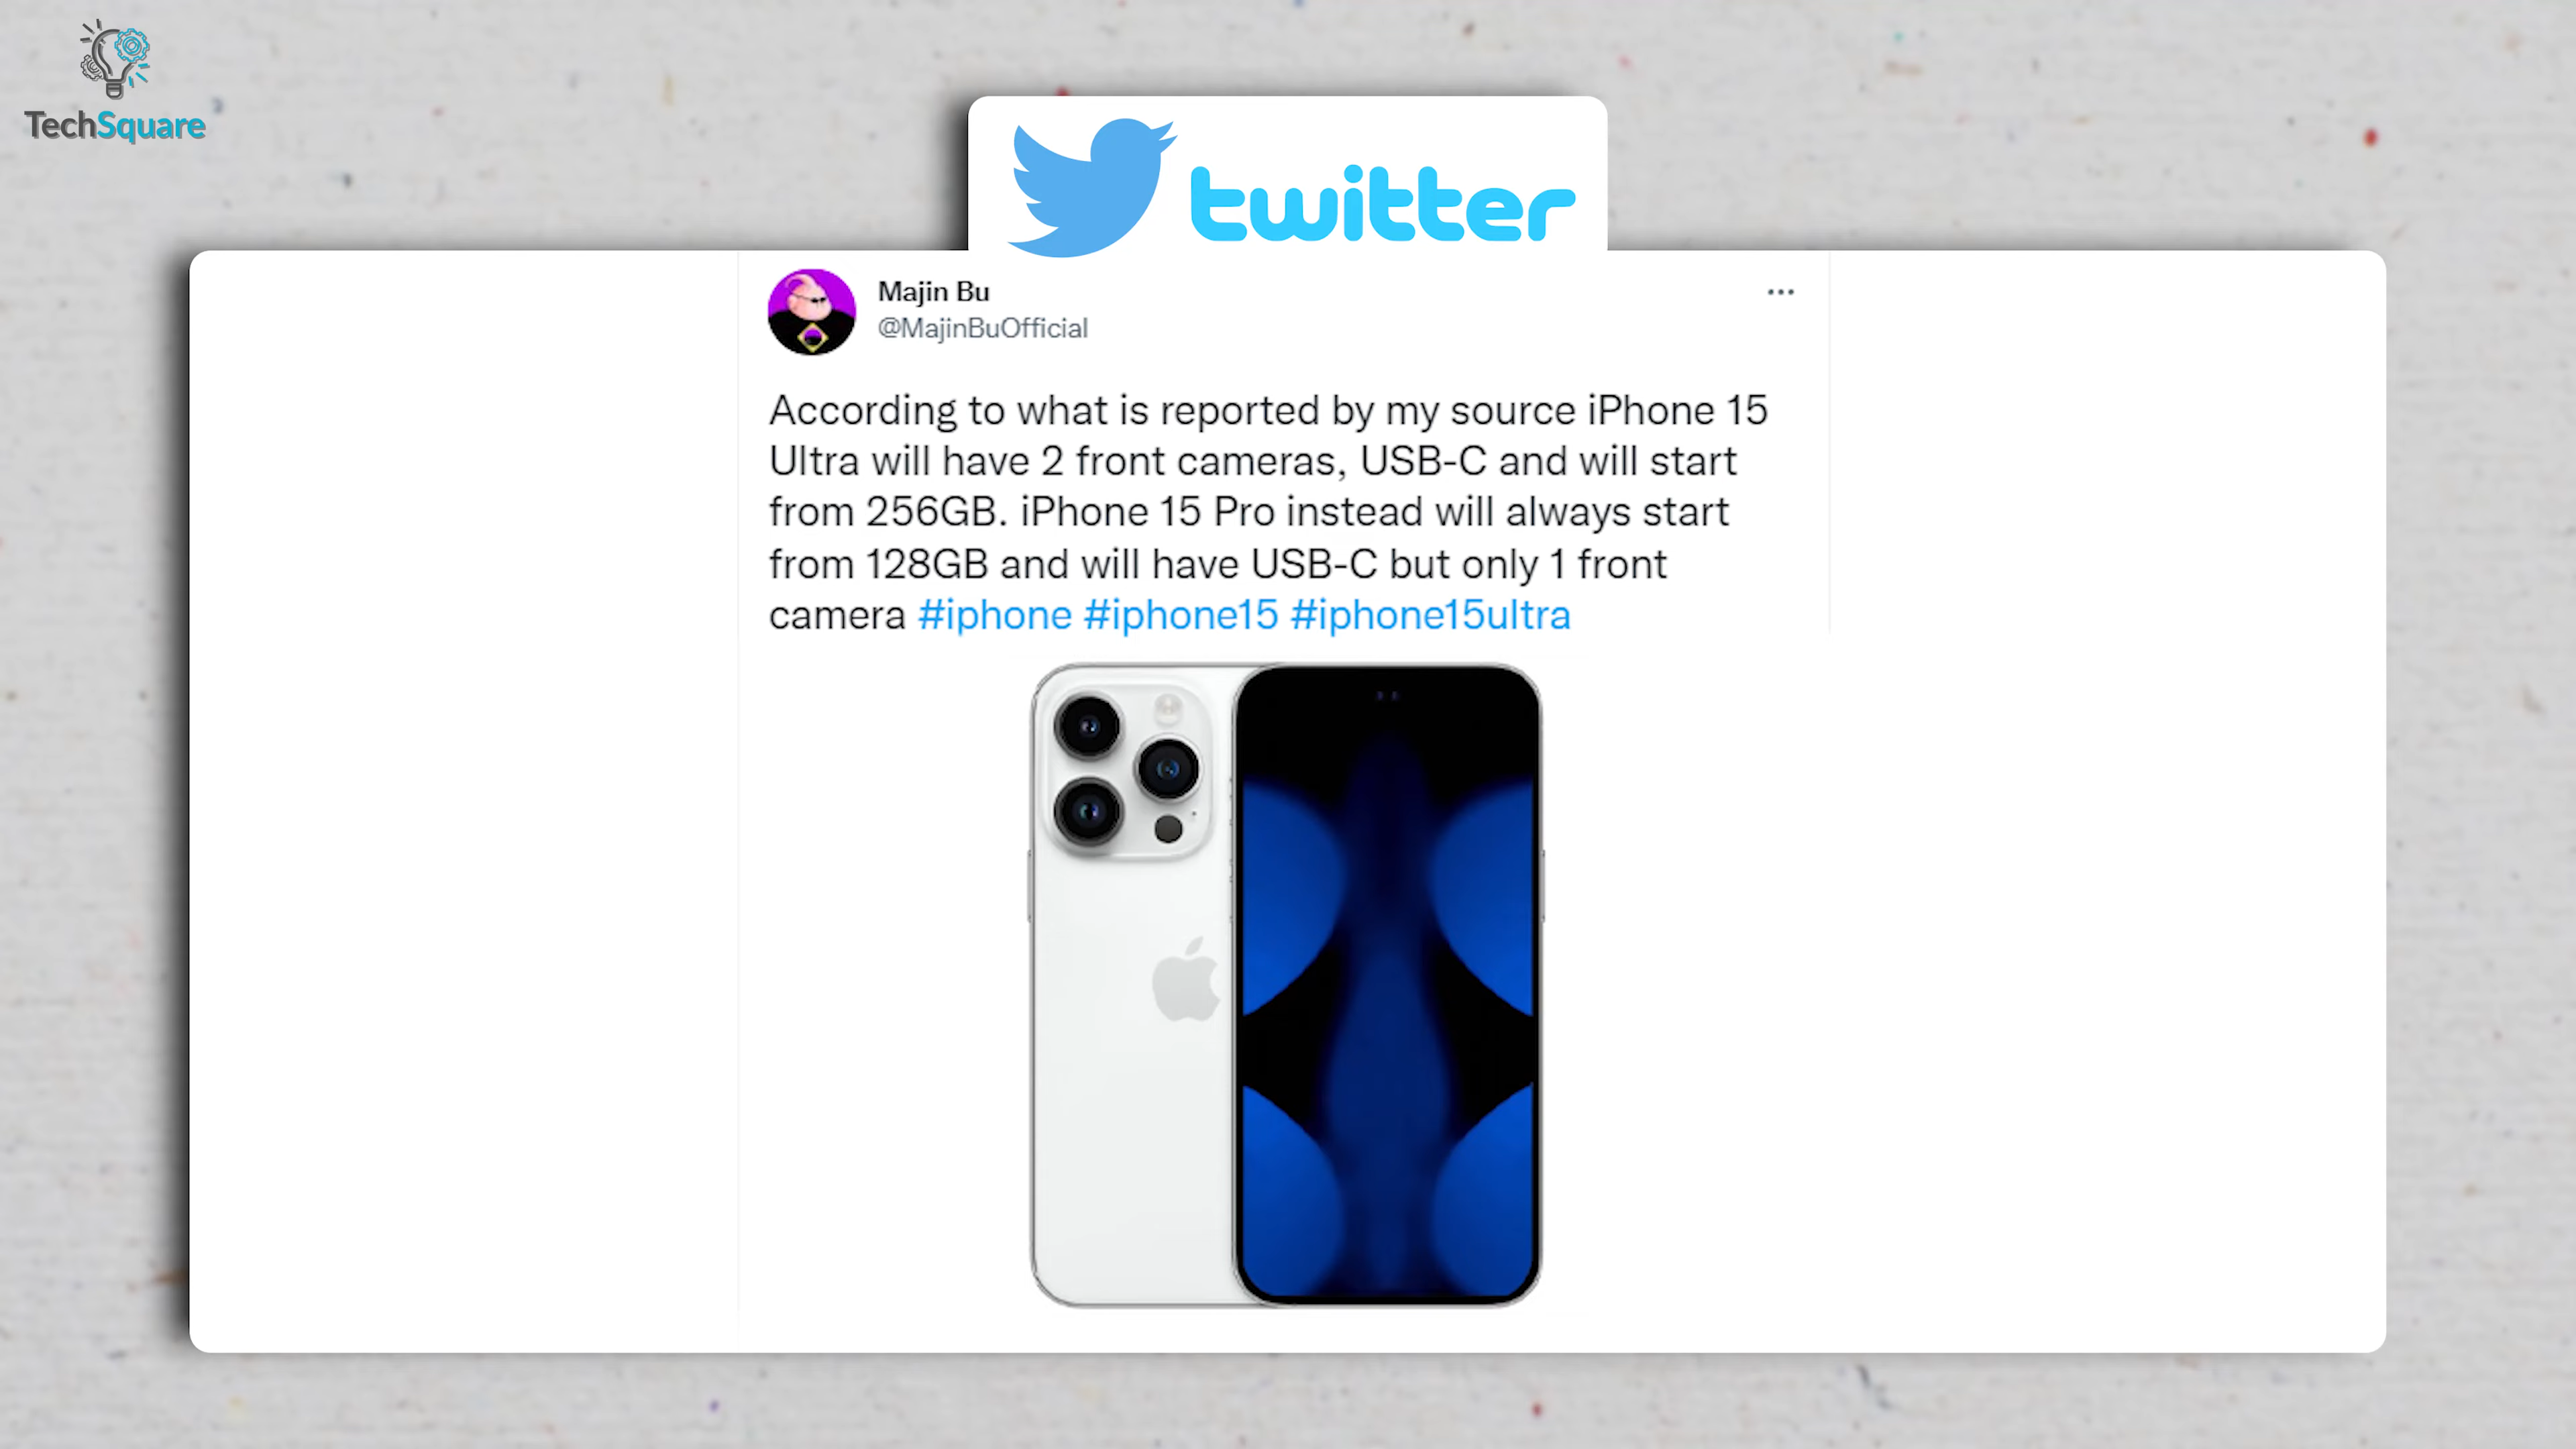 TechSquare
twitter
Majin Bu
@MajinBuOfficial
According to what is reported by my source iPhone 15
Ultra will have 2 front cameras, USB-C and will start
from 256GB. iPhone 15 Pro instead will always start
from 128GB and will have USB-C but only 1 front
camera #iphone #iphone15 #iphone15ultra